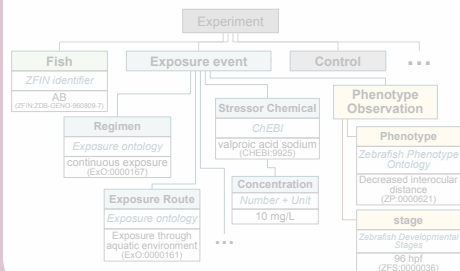 Experiment
Fish
ZFIN identifier
AB
(ZFIN:ZDB-GENO-960809-7)
Exposure event
Control
...
Regimen
Exposure ontology
continuous exposure
(ExO:0000167)
Exposure Route
Exposure ontology
Exposure through
aquatic environment
(ExO:0000161)
Stressor Chemical
ChEBI
valproic acid sodium
(CHEBI:9925)
Concentration
Number + Unit
10 mg/L
...
Phenotype
Observation
Phenotype
Zebrafish Phenotype
Ontology
Decreased interocular
distance
(ZP:0000621)
stage
Zebrafish Developmental
Stages
96 hpf
(ZFS:0000036)